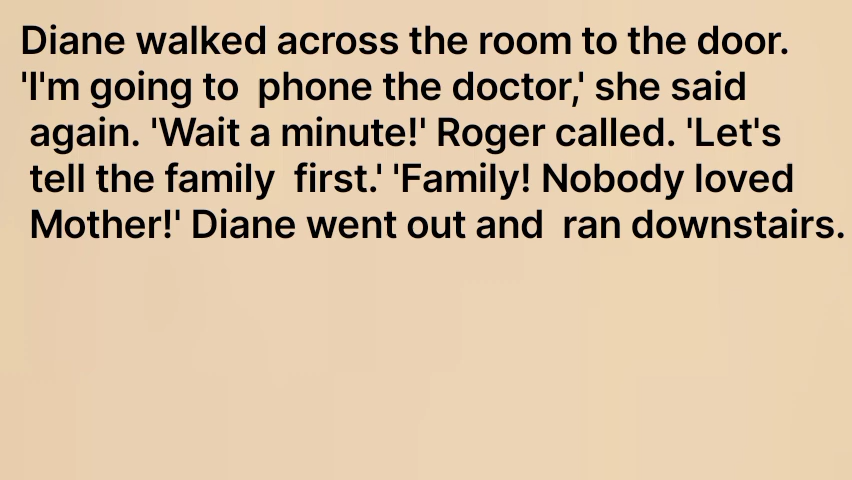 Diane walked across the room to the door.
'I'm going to  phone the doctor,' she said
again. 'Wait a minute!' Roger called. 'Let's
tell the family  first.' 'Family! Nobody loved
Mother!' Diane went out and  ran downstairs.